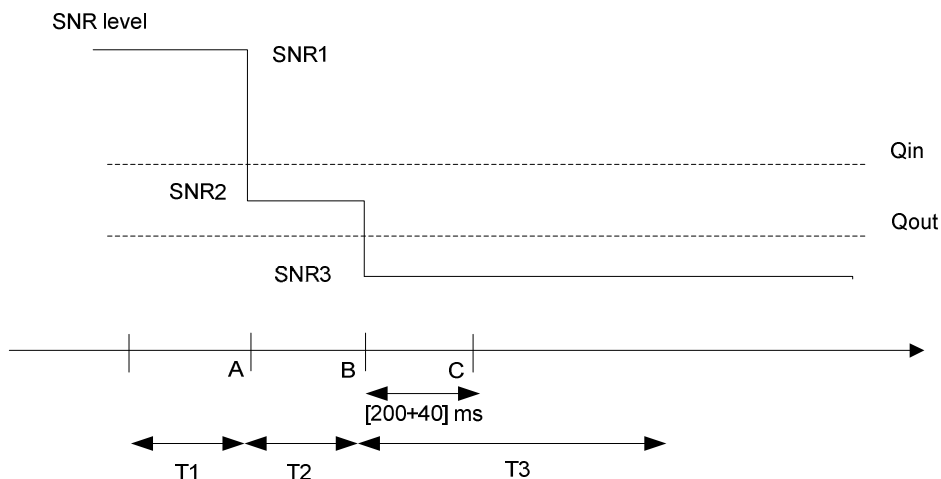 SNR level
SNR1
Qin
SNR2
Qout
SNR3
A
B
C
[200+40] ms
T1
T2
T3